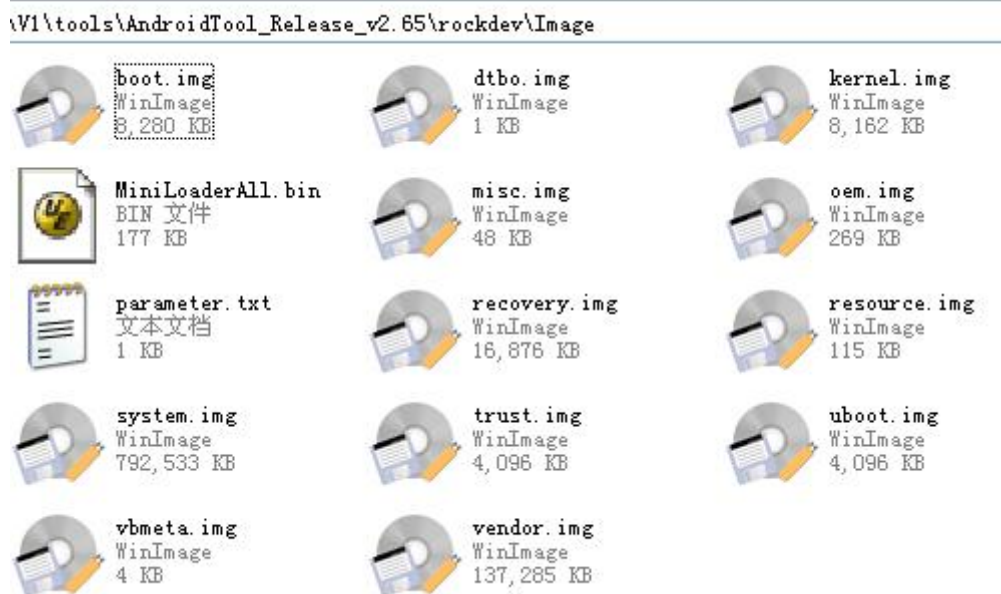 \V1\tools\AndroidTool_Release_v2.65\rockdev\Image
boot.img
WinImage
8,280 KB
dtbo.img
WinImage
1 KB
kernel.img
WinImage
8,162 KB
MiniLoaderAll.bin
BIN 文件
177 KB
misc.img
WinImage
48 KB
oem.img
WinImage
269 KB
parameter.txt
文本文档
1 KB
recovery.img
WinImage
16,876 KB
resource.img
WinImage
115 KB
system.img
WinImage
792,533 KB
trust.img
WinImage
4,096 KB
uboot.img
WinImage
4,096 KB
vbmeta.img
WinImage
4 KB
vendor.img
WinImage
137,285 KB